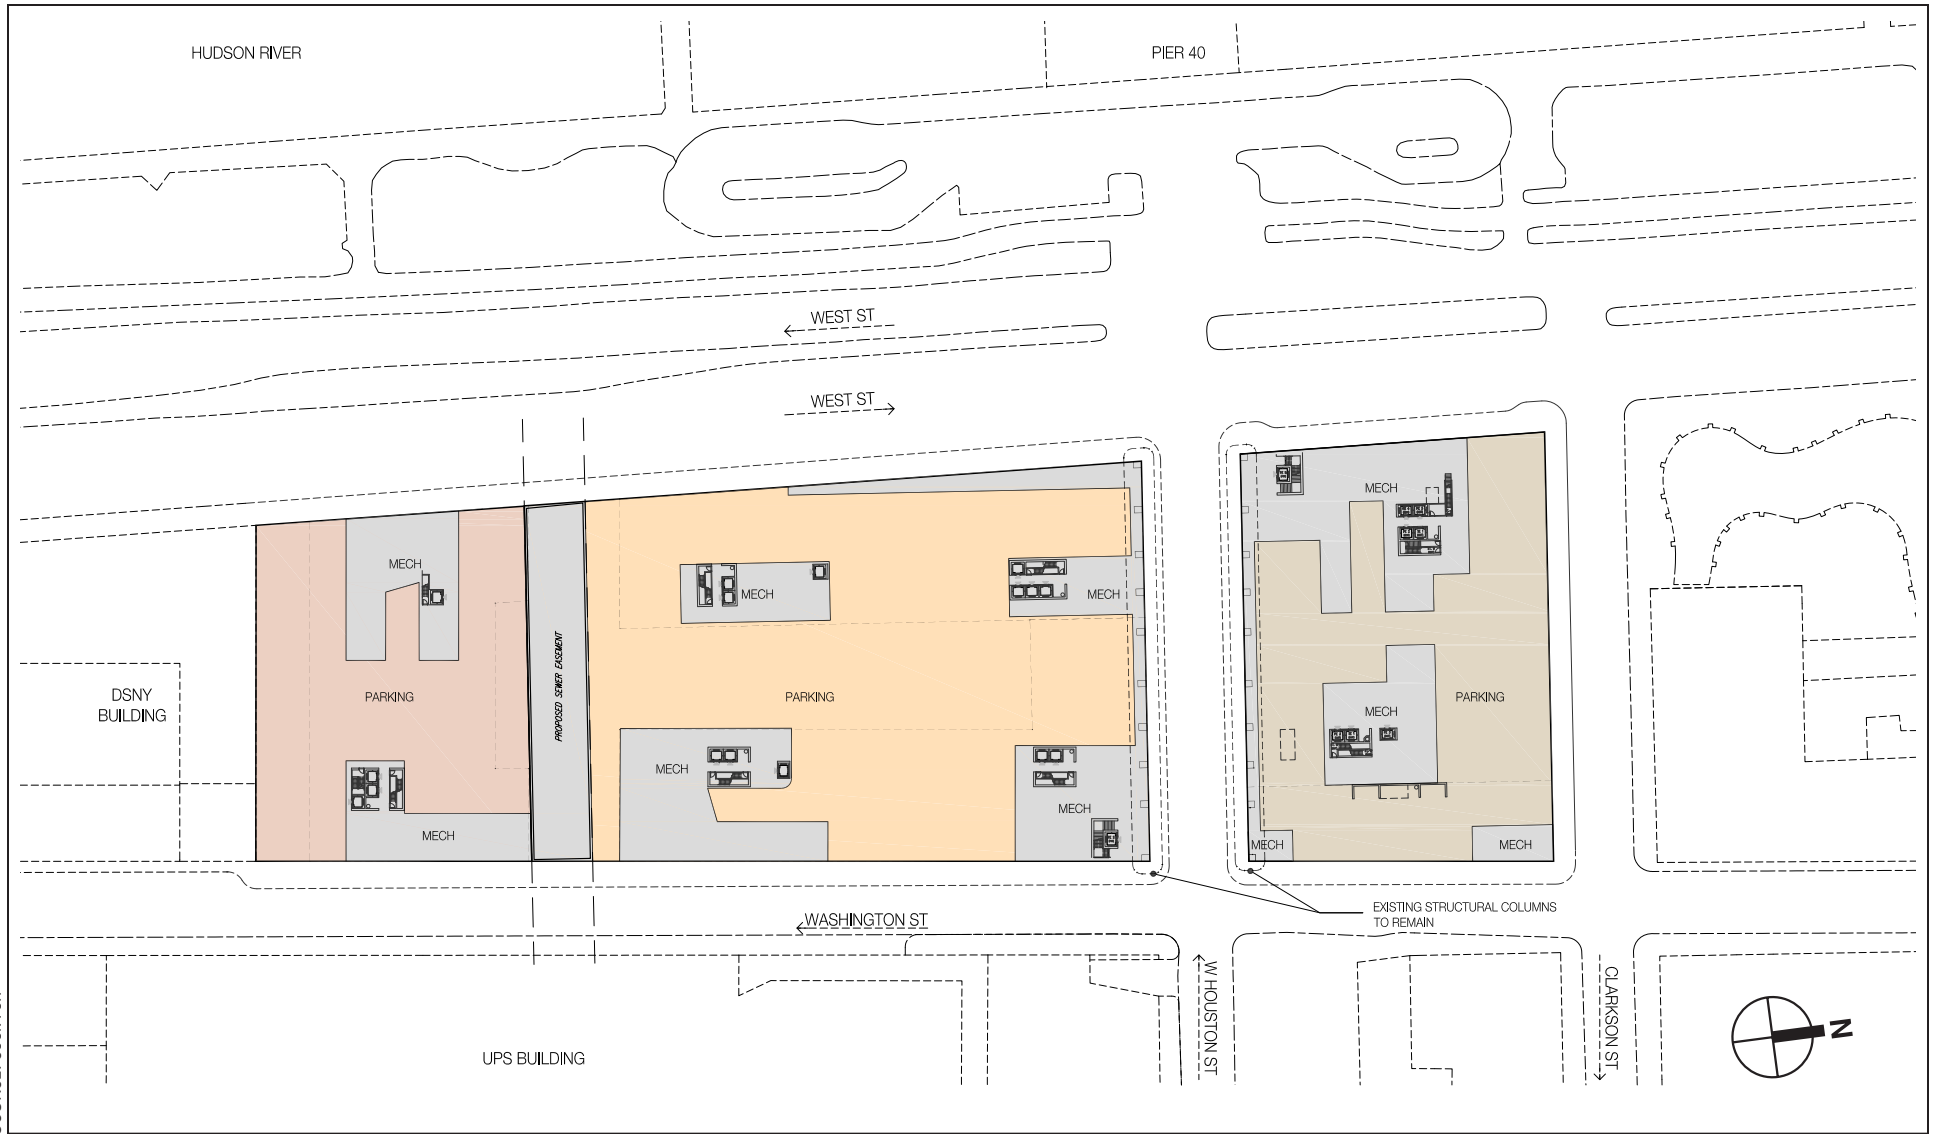 HUDSON RIVER
PIER 40
WEST ST
WEST ST
MECH
MECH
MECH
MECH
PROPOSED SEWER EASEMENT
DSNY
BUILDING
PARKING
PARKING
MECH
PARKING
MECH
MECH
MECH
MECH
MECH
MECH
EXISTING STRUCTURAL COLUMNS
TO REMAIN
WASHINGTON ST
W HOUSTON ST
CLARKSON ST
N
UPS BUILDING